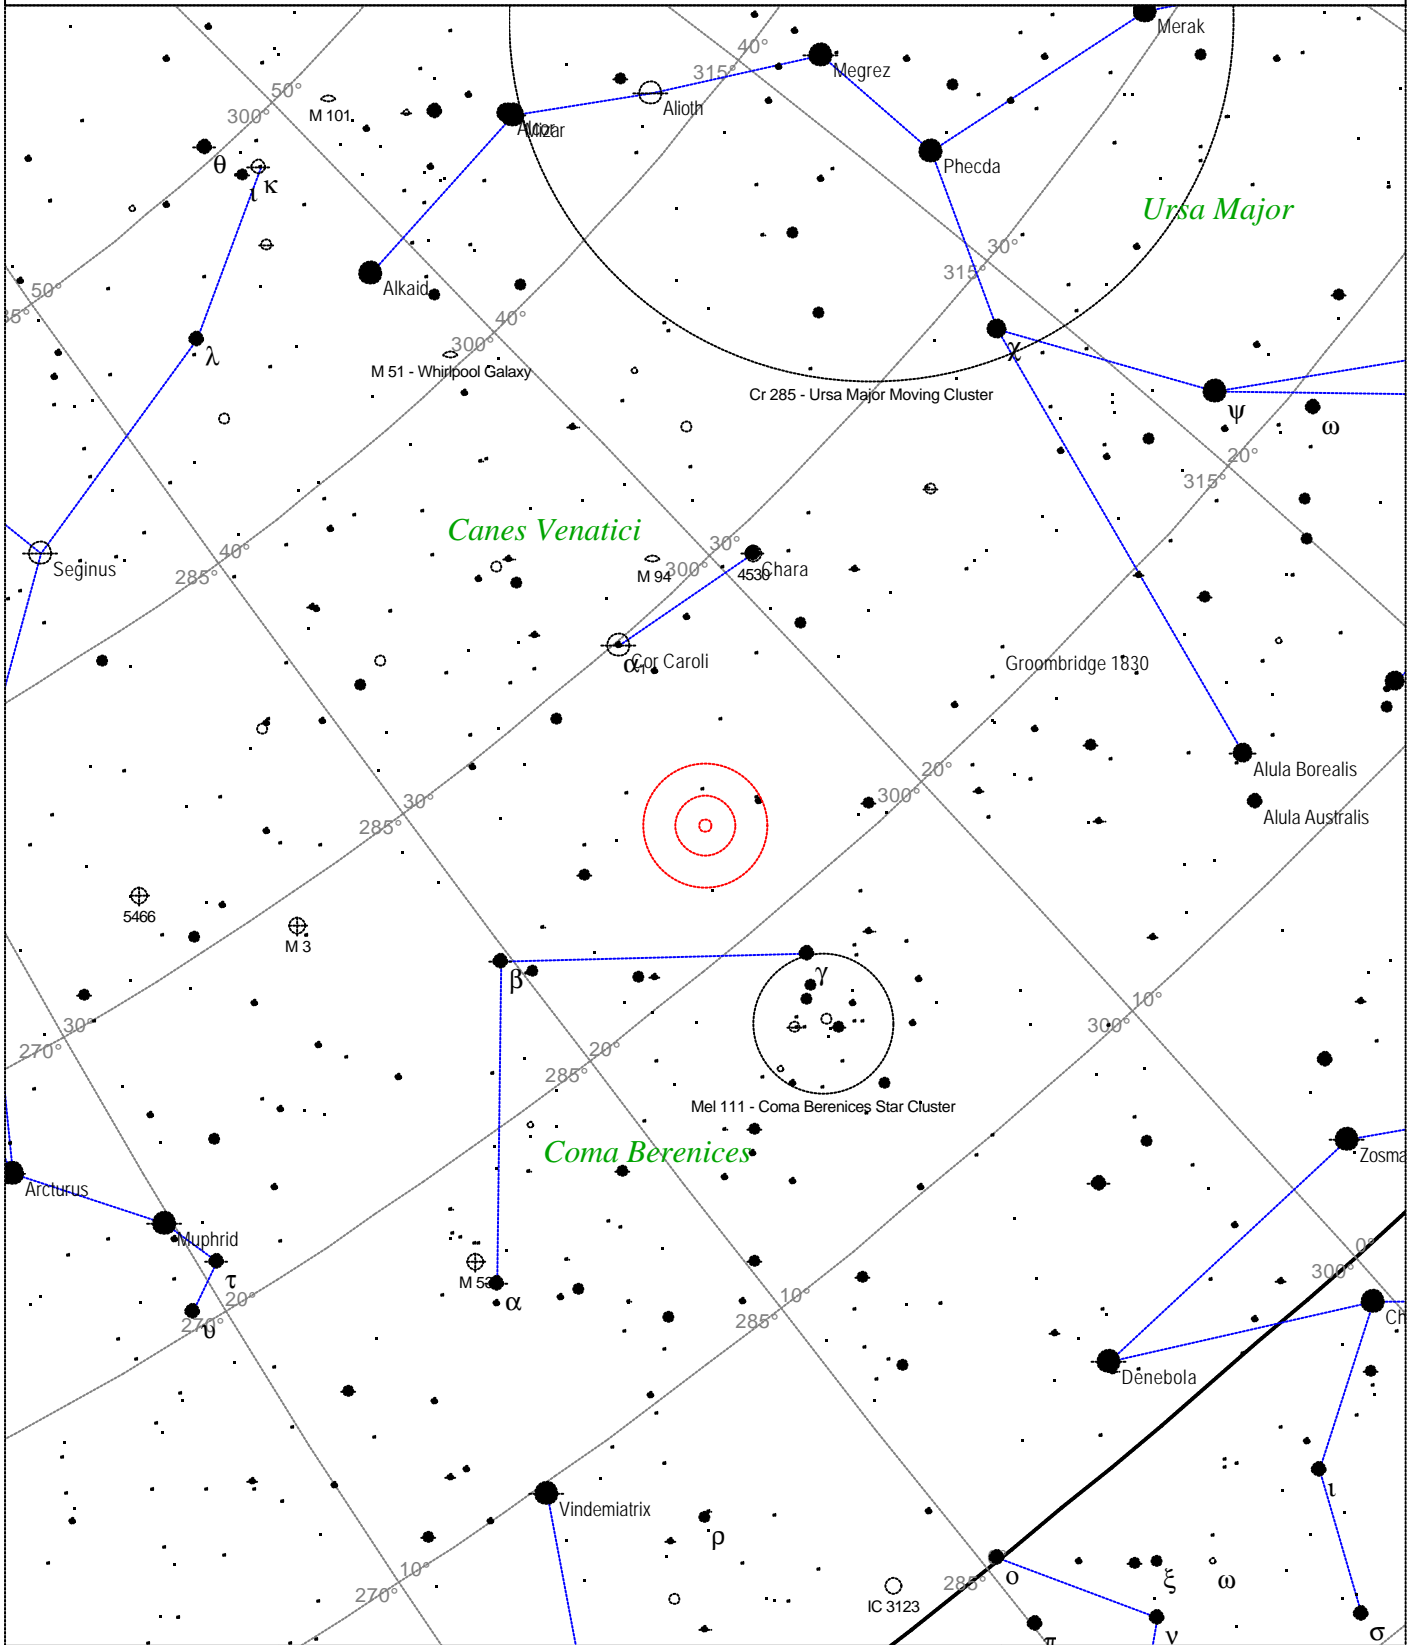 Merak
40°
315°
Megrez
50°
300°
M 101
Alioth
Alcor
Mizar
θ
ι
κ
Phecda
Ursa Major
30°
315°
50°
Alkaid
40°
300°
λ
M 51 - Whirlpool Galaxy
χ
Cr 285 - Ursa Major Moving Cluster
ψ
ω
20°
315°
Canes Venatici
30°
300°
40°
285°
Seginus
M 94
4530
Chara
α1
Cor Caroli
Groombridge 1830
20°
300°
Alula Borealis
30°
285°
Alula Australis
5466
M 3
β
γ
10°
300°
30°
270°
20°
285°
Mel 111 - Coma Berenices Star Cluster
Coma Berenices
Zosma
Arcturus
Muphrid
0°
300°
τ
M 53
α
20°
270°
υ
10°
285°
Ch
Denebola
ι
Vindemiatrix
ρ
10°
270°
285°
ο
ξ
ω
IC 3123
π
ν
σ